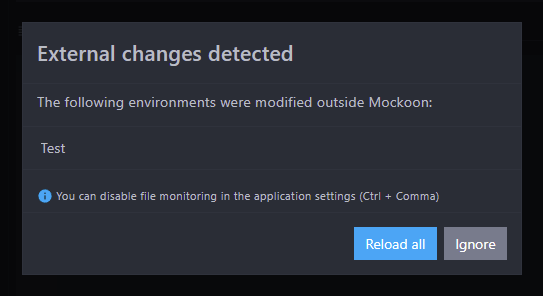 External changes detected
The following environments were modified outside Mockoon:
Test
You can disable file monitoring in the application settings (Ctrl + Comma)
Reload all Ignore